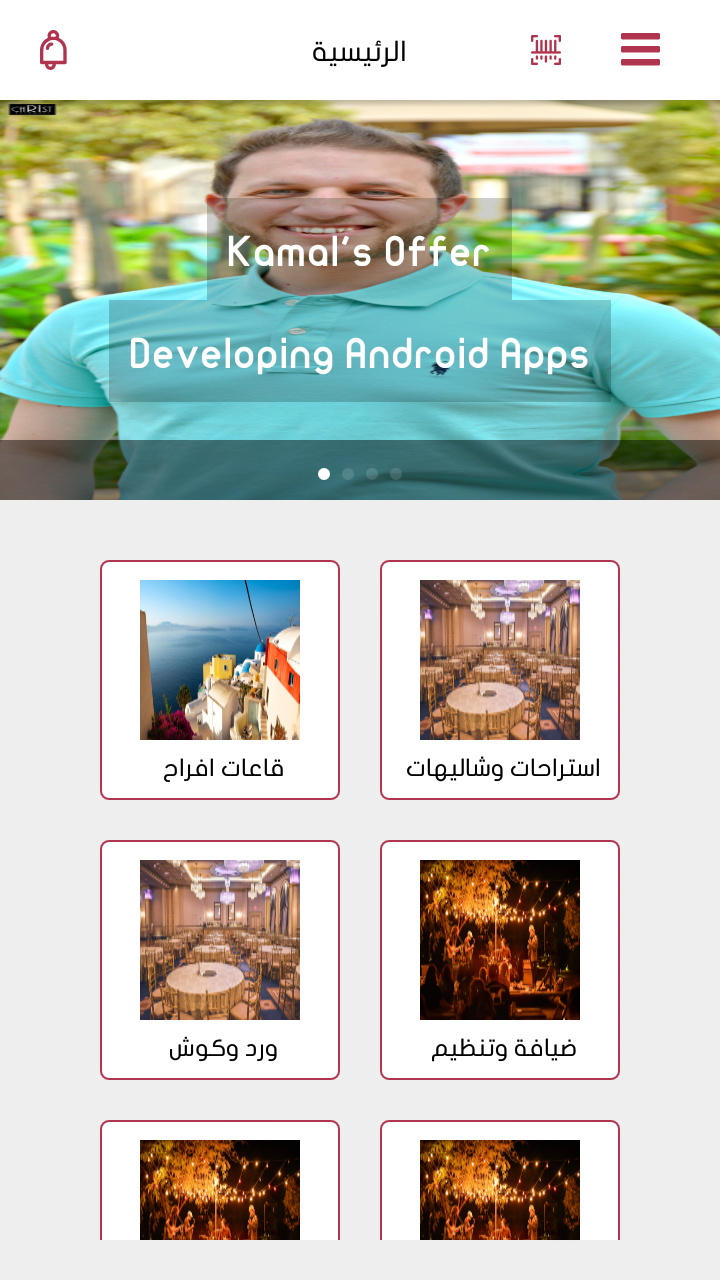 الرئيسية
CHRIST
Kamal's Offer
Developing Android Apps
استراحات وشاليهات
قاعات افراح
ضيافة وتنظيم
ورد وكوش